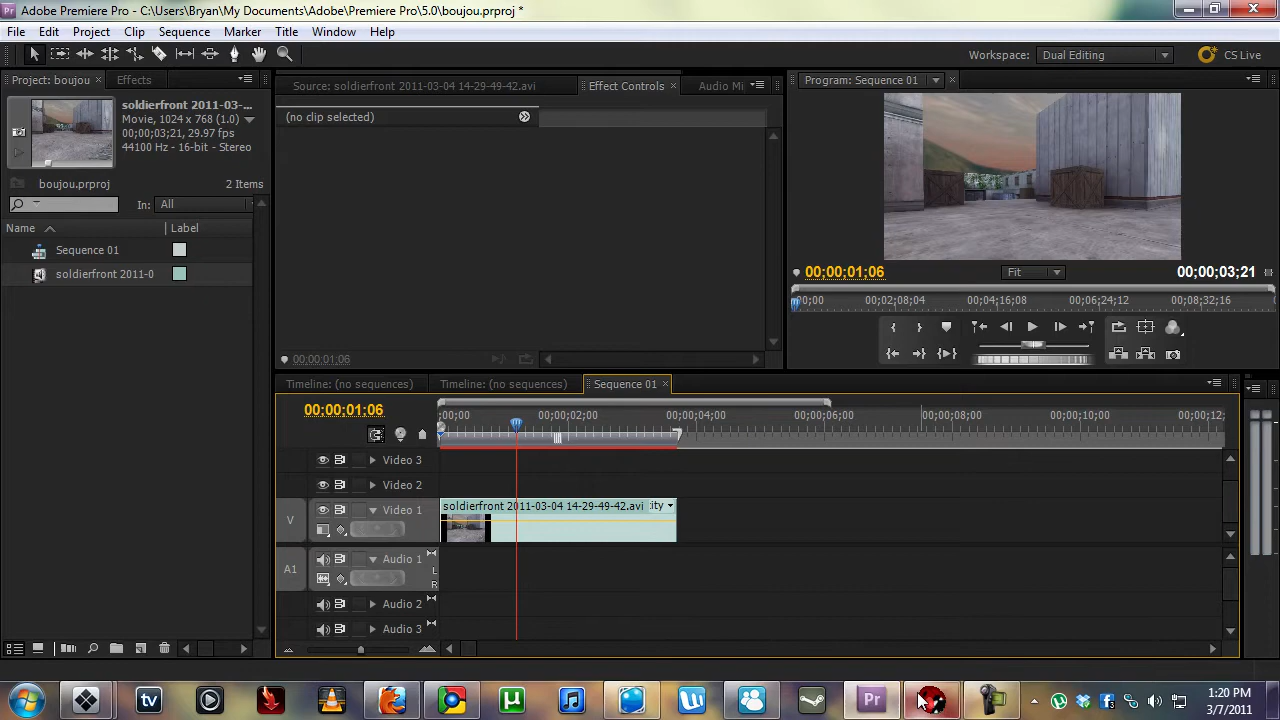 Adobe Premiere Pro - C:\Users\Bryan\My Documents\Adobe\Premiere Pro\5.0\boujou.prproj *
File Edit Project Clip Sequence Marker Title Window Help
Workspace: Dual Editing CS Live
Project: boujou Effects
Source: soldierfront 2011-03-04 14-29-49-42.avi Effect Controls Audio Mi
Program: Sequence 01
soldierfront 2011-03-...
Movie, 1024 x 768 (1.0)
00;00;03;21, 29.97 fps
44100 Hz - 16-bit - Stereo
(no clip selected)
boujou.prproj 2 Items
In: All
Name Label
Sequence 01
soldierfront 2011-0
00;00;01;06 Fit 00;00;03;21
00;00 00;02;08;04 00;04;16;08 00;06;24;12 00;08;32;16
00;00;01;06
Timeline: (no sequences) Timeline: (no sequences) Sequence 01
00;00;01;06
;00;00 00;00;02;00 00;00;04;00 00;00;06;00 00;00;08;00 00;00;10;00 00;00;12
Video 3
Video 2
V Video 1 soldierfront 2011-03-04 14-29-49-42.avi :ity
A1 Audio 1
L
R
Audio 2
Audio 3
tv
W
Pr
1:20 PM
3/7/2011